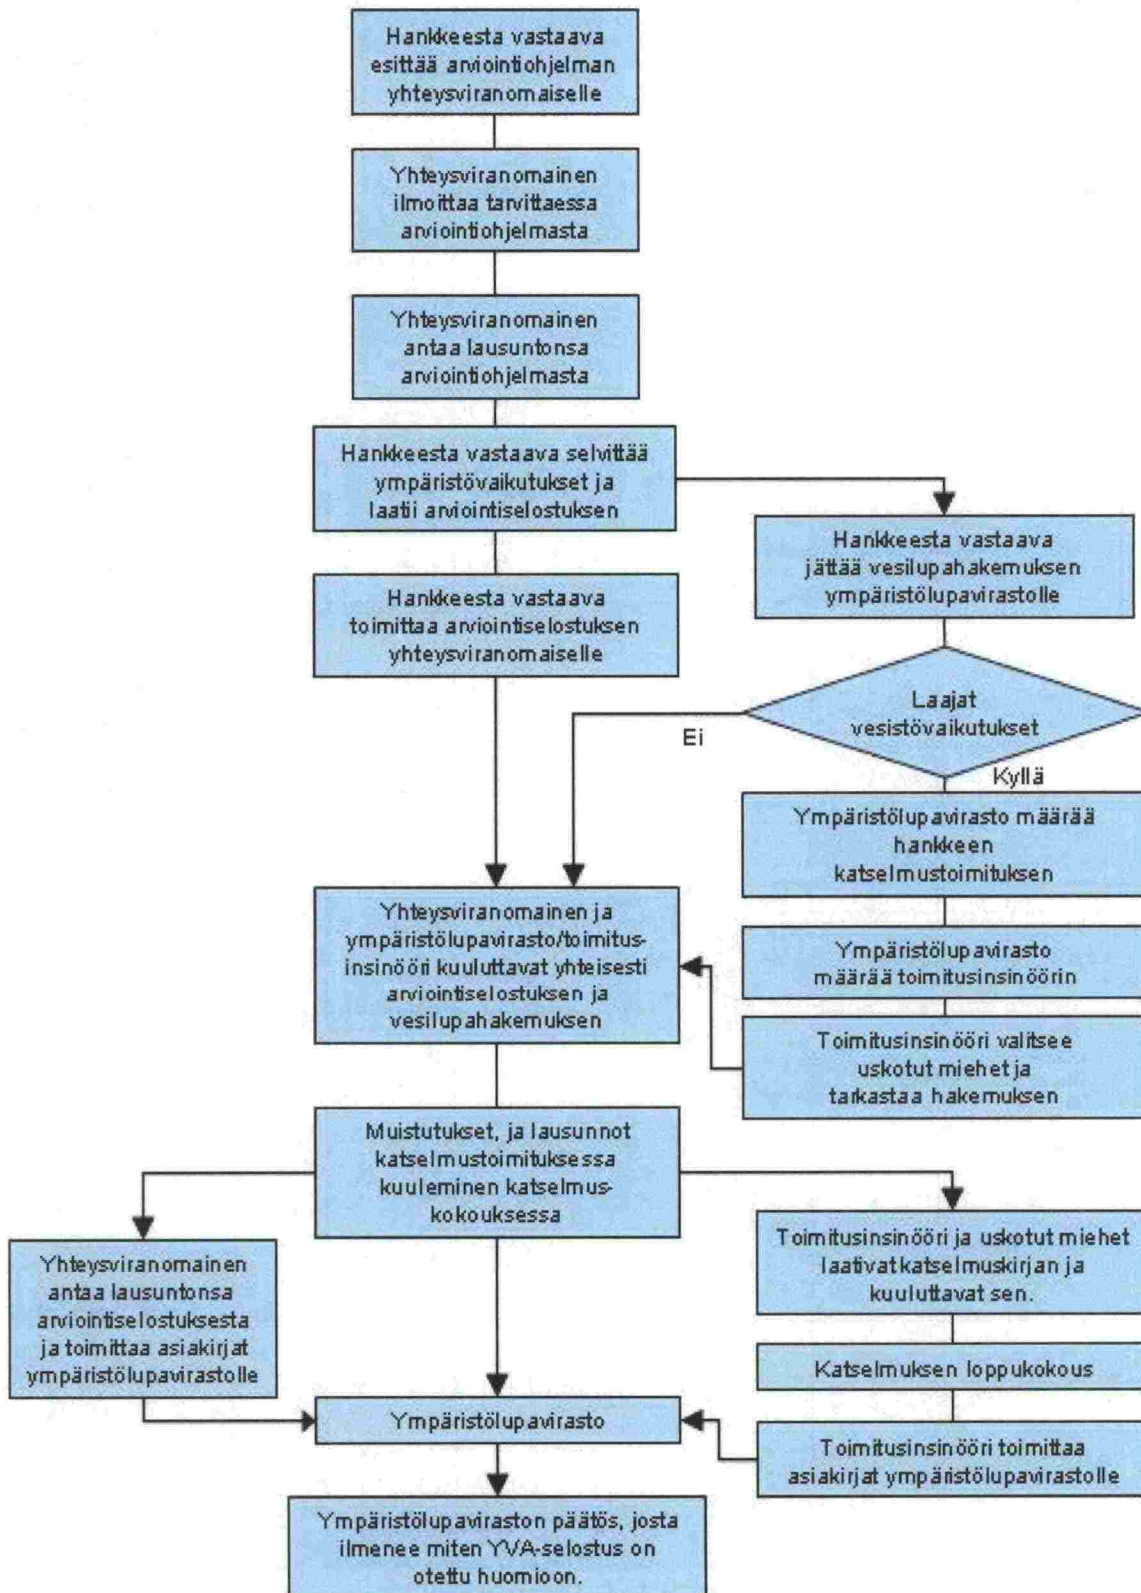 Hankkeesta vastaava
esittää arviointiohjelman
yhteysviranomaiselle
Yhteysviranomainen
ilmoittaa tarvittaessa
arviointiohjelmasta
Yhteysviranomainen
antaa lausuntonsa
arviointiohjelmasta
Hankkeesta vastaava selvittää
ympäristövaikutukset ja
laatii arviointiselostuksen
Hankkeesta vastaava
jättää vesilupahakemuksen
ympäristölupavirastolle
Hankkeesta vastaava
toimittaa arviointiselostuksen
yhteysviranomaiselle
Laajat
vesistövaikutukset
Ei
Kyllä
Ympäristölupavirasto määrää
hankkeen
katselmustoimituksen
Ympäristölupavirasto
määrää toimitusinsinöörin
Toimitusinsinööri valitsee
uskotut miehet ja
tarkastaa hakemuksen
Yhteysviranomainen ja
ympäristölupavirasto/toimitus-
insinööri kuuluttavat yhteisesti
arviointiselostuksen ja
vesilupahakemuksen
Muistutukset, ja lausunnot
katselmustoimituksessa
kuuleminen katselmus-
kokouksessa
Yhteysviranomainen
antaa lausuntonsa
arviointiselostuksesta
ja toimittaa asiakirjat
ympäristölupavirastolle
Toimitusinsinööri ja uskotut miehet
laativat katselmuskirjan ja
kuuluttavat sen.
Katselmuksen loppukokous
Toimitusinsinööri toimittaa
asiakirjat ympäristölupavirastolle
Ympäristölupavirasto
Ympäristölupaviraston päätös, josta
ilmenee miten YVA-selostus on
otettu huomioon.